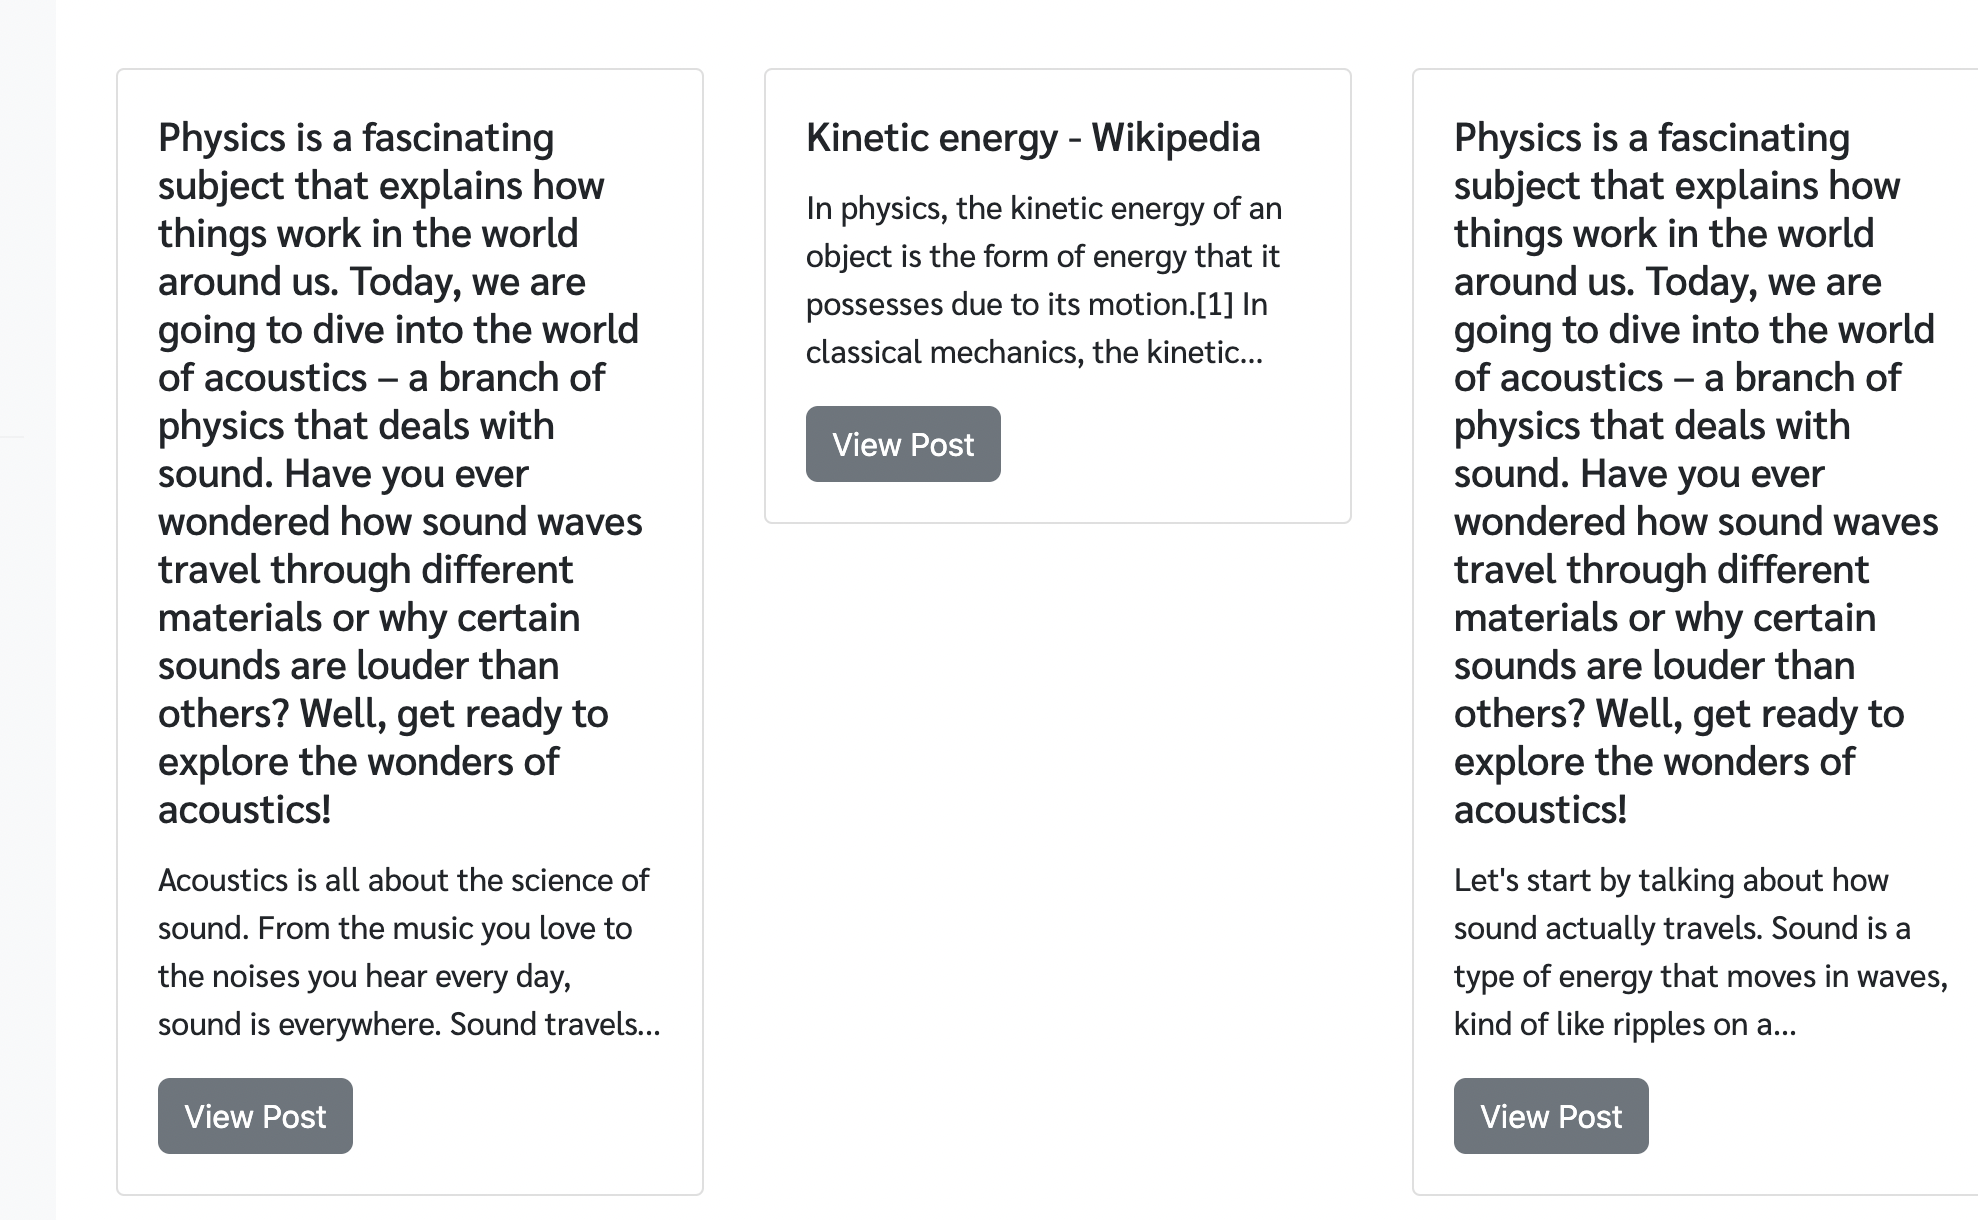 Physics is a fascinating
subject that explains how
things work in the world
around us. Today, we are
going to dive into the world
of acoustics – a branch of
physics that deals with
sound. Have you ever
wondered how sound waves
travel through different
materials or why certain
sounds are louder than
others? Well, get ready to
explore the wonders of
acoustics!
Acoustics is all about the science of
sound. From the music you love to
the noises you hear every day,
sound is everywhere. Sound travels...
View Post
Kinetic energy - Wikipedia
In physics, the kinetic energy of an
object is the form of energy that it
possesses due to its motion.[1] In
classical mechanics, the kinetic...
View Post
Physics is a fascinating
subject that explains how
things work in the world
around us. Today, we are
going to dive into the world
of acoustics – a branch of
physics that deals with
sound. Have you ever
wondered how sound waves
travel through different
materials or why certain
sounds are louder than
others? Well, get ready to
explore the wonders of
acoustics!
Let's start by talking about how
sound actually travels. Sound is a
type of energy that moves in waves,
kind of like ripples on a...
View Post